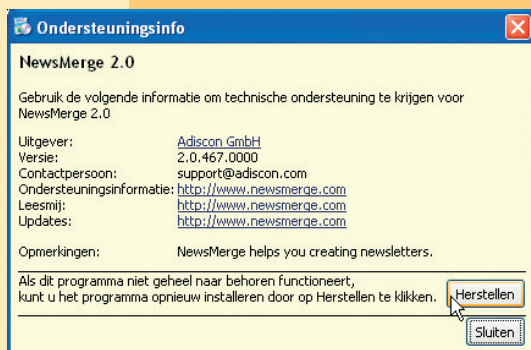 Ondersteuningsinfo
NewsMerge 2.0
Gebruik de volgende informatie om technische ondersteuning te krijgen voor
NewsMerge 2.0
Uitgever: Adiscon GmbH
Versie: 2.0.467.0000
Contactpersoon: support@adiscon.com
Ondersteuningsinformatie: http://www.newsmerge.com
Leesmij: http://www.newsmerge.com
Updates: http://www.newsmerge.com
Opmerkingen: NewsMerge helps you creating newsletters.
Als dit programma niet geheel naar behoren functioneert,
kunt u het programma opnieuw installeren door op Herstellen te klikken. Herstellen
Sluiten